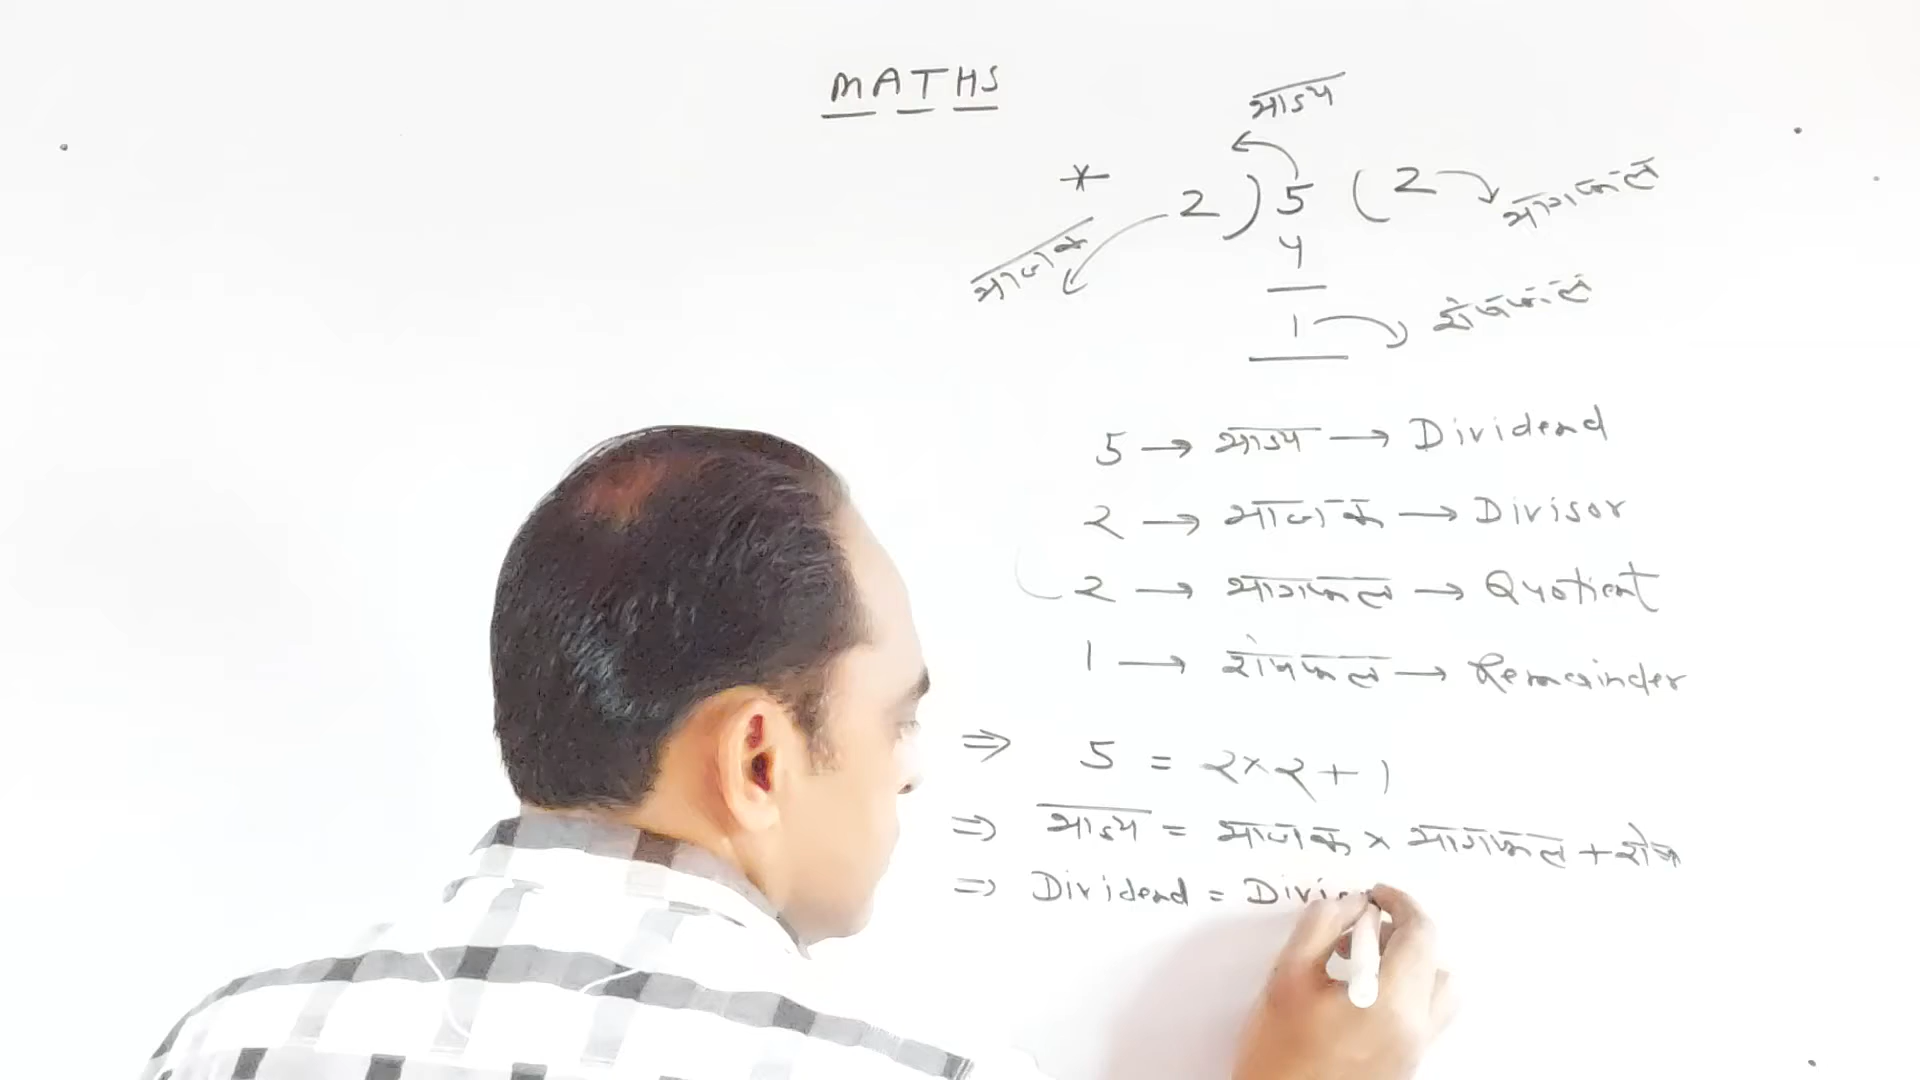 MATHS
भाज्य
* 2 ) 5 ( 2 भागफल
भाजक
4
1 शेषफल
5 → भाज्य → Dividend
2 → भाजक → Divisor
2 → भागफल → Quotient
1 → शेषफल → Remainder
⇒ 5 = 2×2+1
⇒ भाज्य = भाजक × भागफल + शेष
⇒ Dividend = Divis